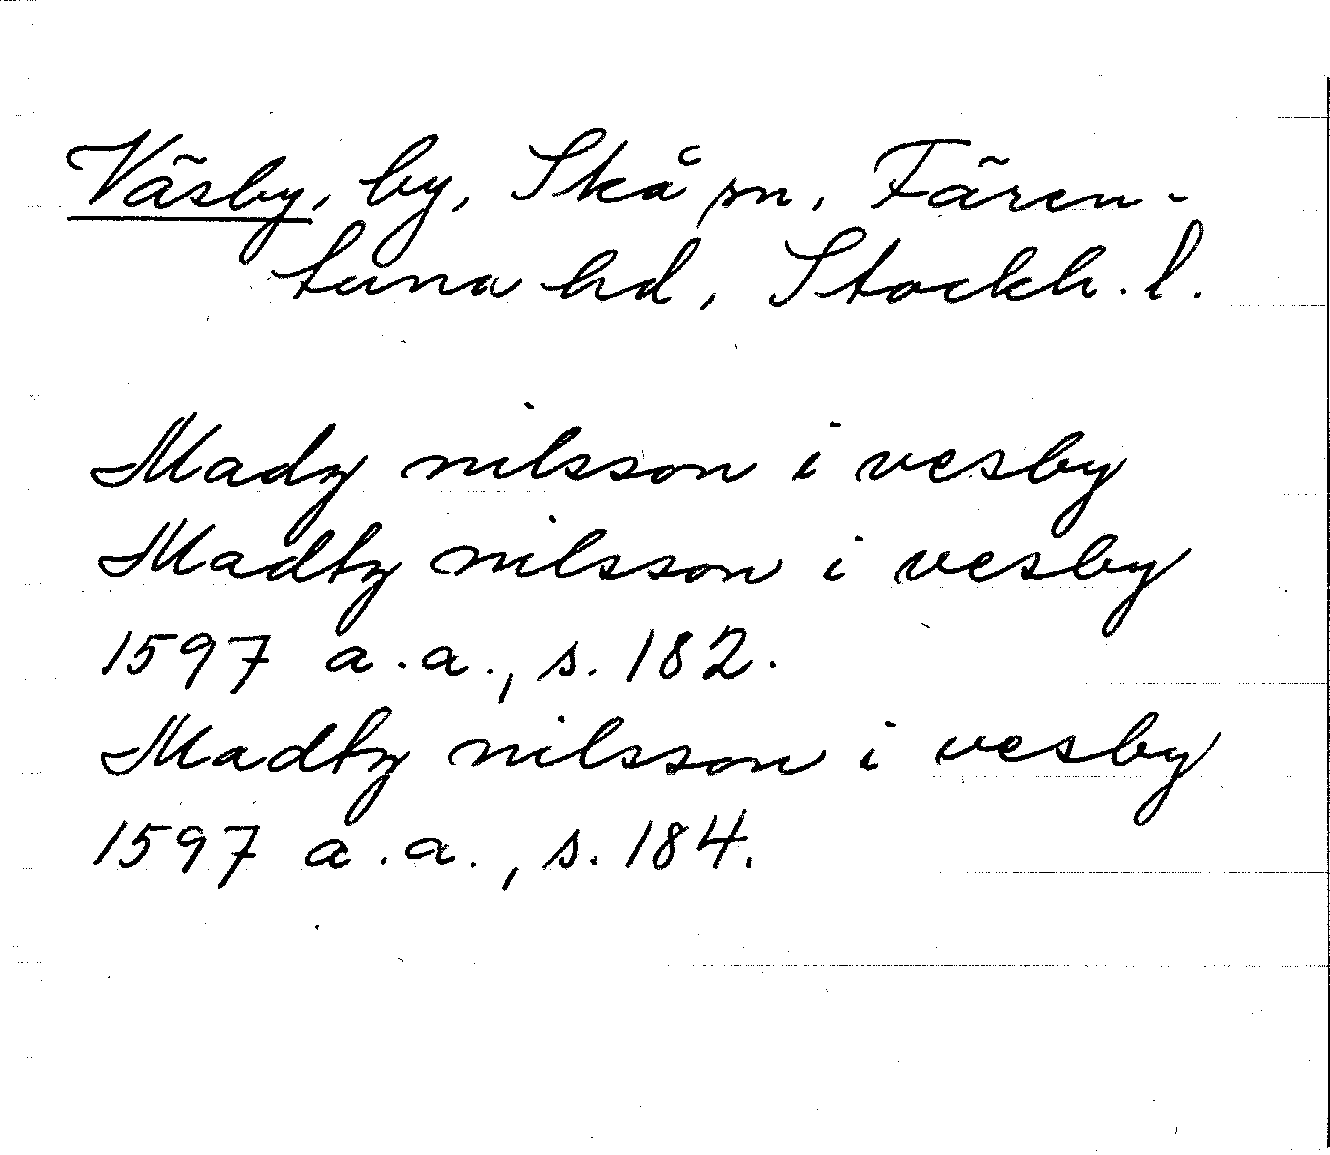 Väsby, by, Skå sn, Fären-
tuna hd, Stockh. l.
Madz nilsson i vesby
Madtz nilsson i vesby
1597 a.a., s. 182.
Madtz nilsson i vesby
1597 a.a., s. 184.